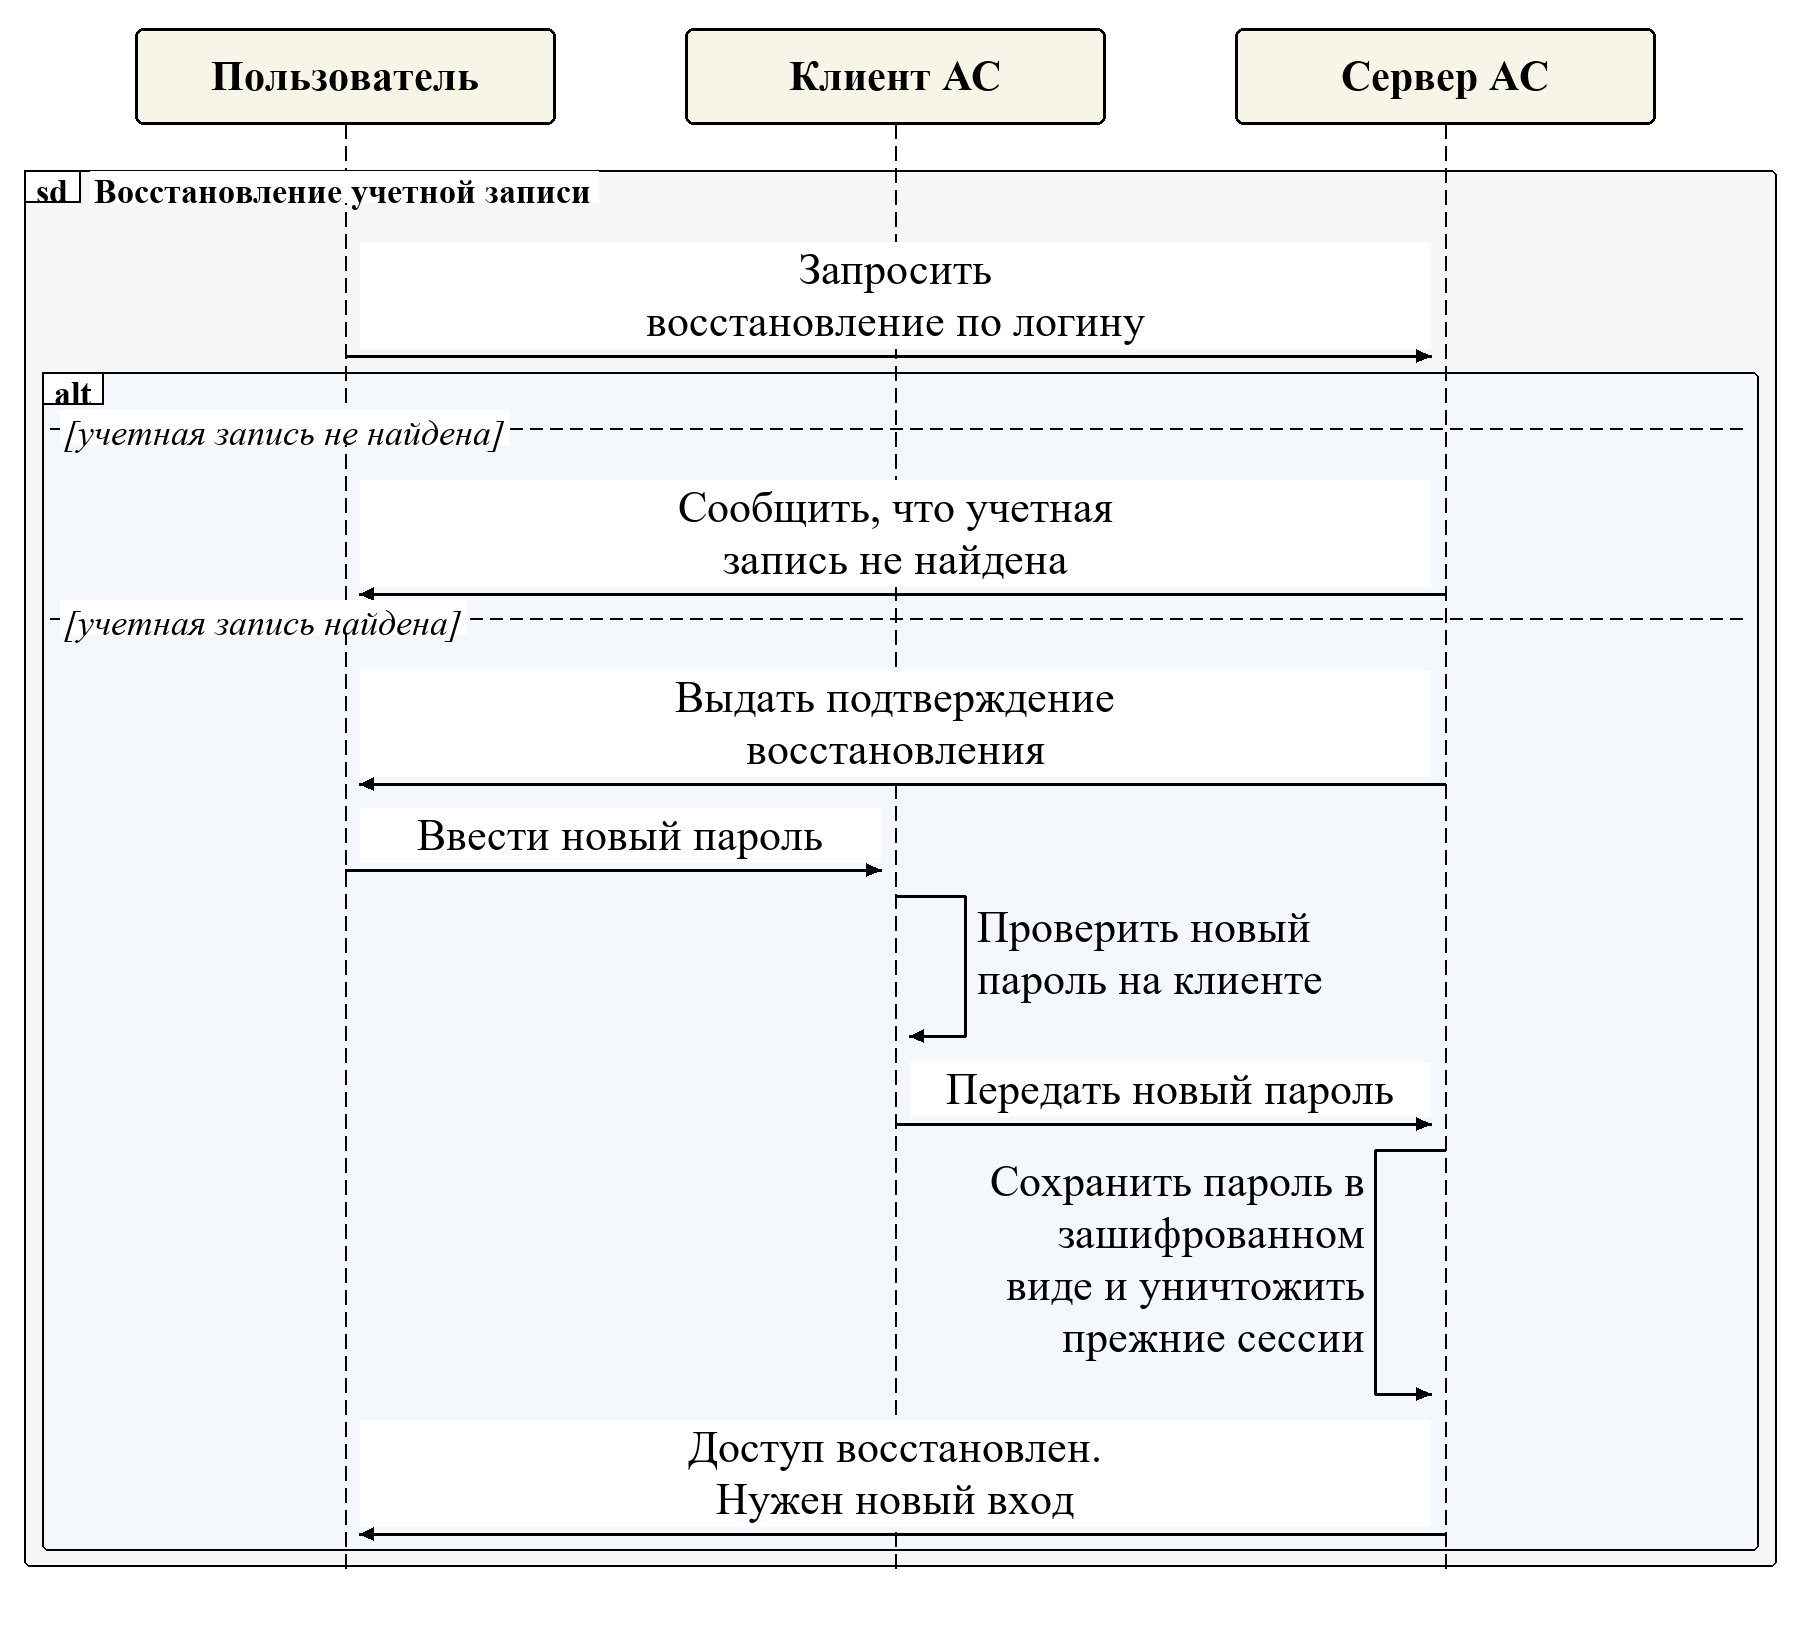 Пользователь
Клиент АС
Сервер АС
sd
Восстановление учетной записи
Запросить
восстановление по логину
alt
[учетная запись не найдена]
Сообщить, что учетная
запись не найдена
[учетная запись найдена]
Выдать подтверждение
восстановления
Ввести новый пароль
Проверить новый
пароль на клиенте
Передать новый пароль
Сохранить пароль в
зашифрованном
виде и уничтожить
прежние сессии
Доступ восстановлен.
Нужен новый вход